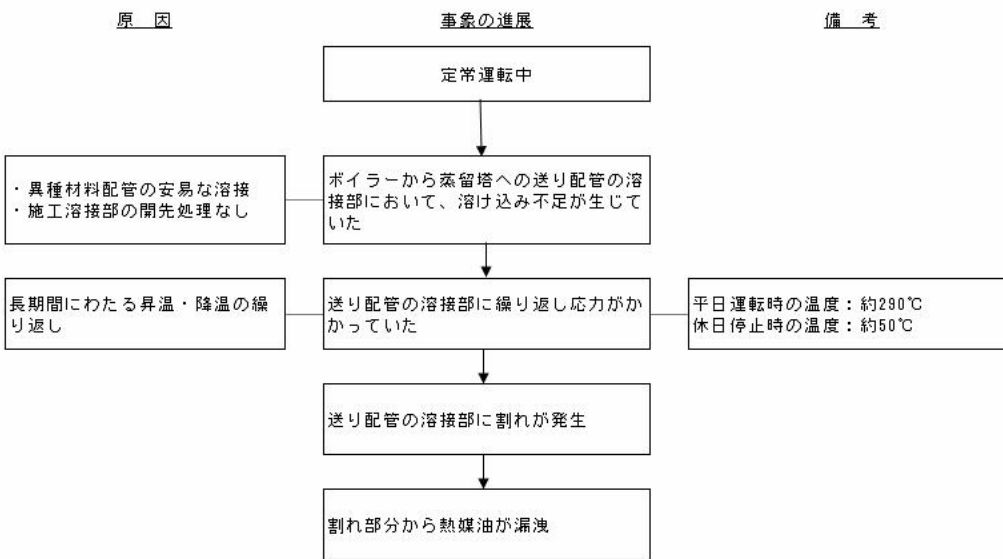 原　因
事象の進展
備　考
定常運転中
・異種材料配管の安易な溶接
・施工溶接部の開先処理なし
ボイラーから蒸留塔への送り配管の溶
接部において、溶け込み不足が生じて
いた
長期間にわたる昇温・降温の繰
り返し
送り配管の溶接部に繰り返し応力がか
かっていた
平日運転時の温度：約290℃
休日停止時の温度：約50℃
送り配管の溶接部に割れが発生
割れ部分から熱媒油が漏洩